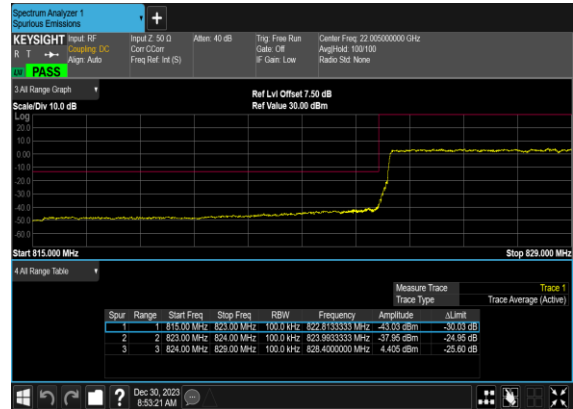 Spectrum Analyzer 1
Spurious Emissions
KEYSIGHT Input: RF Input Z: 50 Ω Atten: 40 dB Trig: Free Run Center Freq: 22.005000000 GHz
R T Coupling: DC Corr CCorr Gate: Off Avg|Hold: 100/100
Align: Auto Freq Ref: Int (S) IF Gain: Low Radio Std: None
LW PASS
3 All Range Graph
Ref Lvl Offset 7.50 dB
Scale/Div 10.0 dB Ref Value 30.00 dBm
Log
20.0
10.0
0.00
-10.0
-20.0
-30.0
-40.0
-50.0
-60.0
Start 815.000 MHz Stop 829.000 MHz
4 All Range Table
Measure Trace Trace 1
Trace Type Trace Average (Active)
Spur Range Start Freq Stop Freq RBW Frequency Amplitude ΔLimit
1 1 815.00 MHz 823.00 MHz 100.0 kHz 822.8133333 MHz -43.03 dBm -30.03 dB
2 2 823.00 MHz 824.00 MHz 100.0 kHz 823.9933333 MHz -37.95 dBm -24.95 dB
3 3 824.00 MHz 829.00 MHz 100.0 kHz 828.4000000 MHz 4.405 dBm -25.60 dB
? Dec 30, 2023
8:53:21 AM